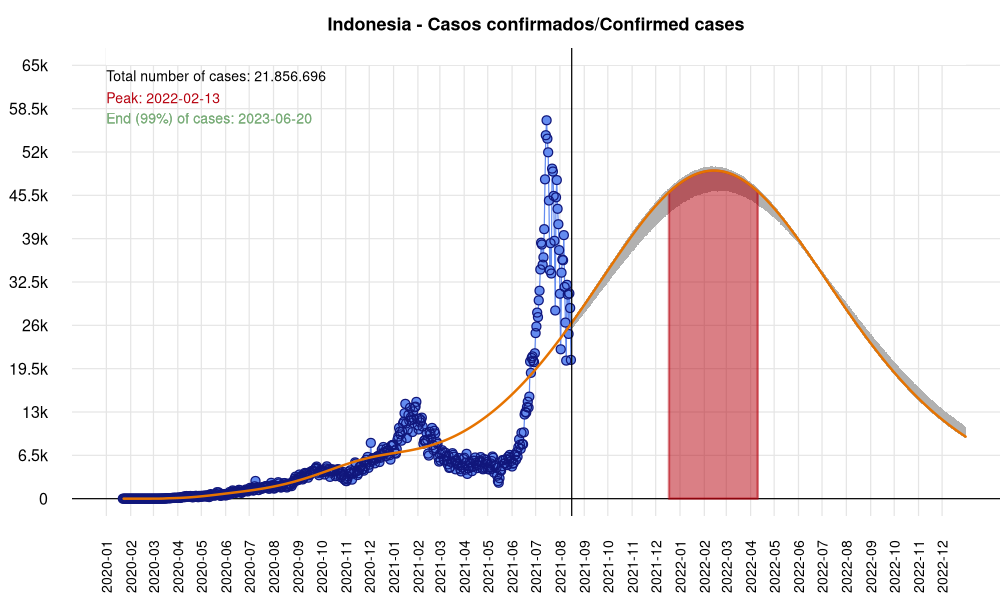 Indonesia - Casos confirmados/Confirmed cases
65k
Total number of cases: 21.856.696
Peak: 2022-02-13
58.5k
End (99%) of cases: 2023-06-20
52k
45.5k
39k
32.5k
26k
19.5k
13k
6.5k
0
2020-01
2020-02
2020-03
2020-04
2020-05
2020-06
2020-07
2020-08
2020-09
2020-10
2020-11
2020-12
2021-01
2021-02
2021-03
2021-04
2021-05
2021-06
2021-07
2021-08
2021-09
2021-10
2021-11
2021-12
2022-01
2022-02
2022-03
2022-04
2022-05
2022-06
2022-07
2022-08
2022-09
2022-10
2022-11
2022-12